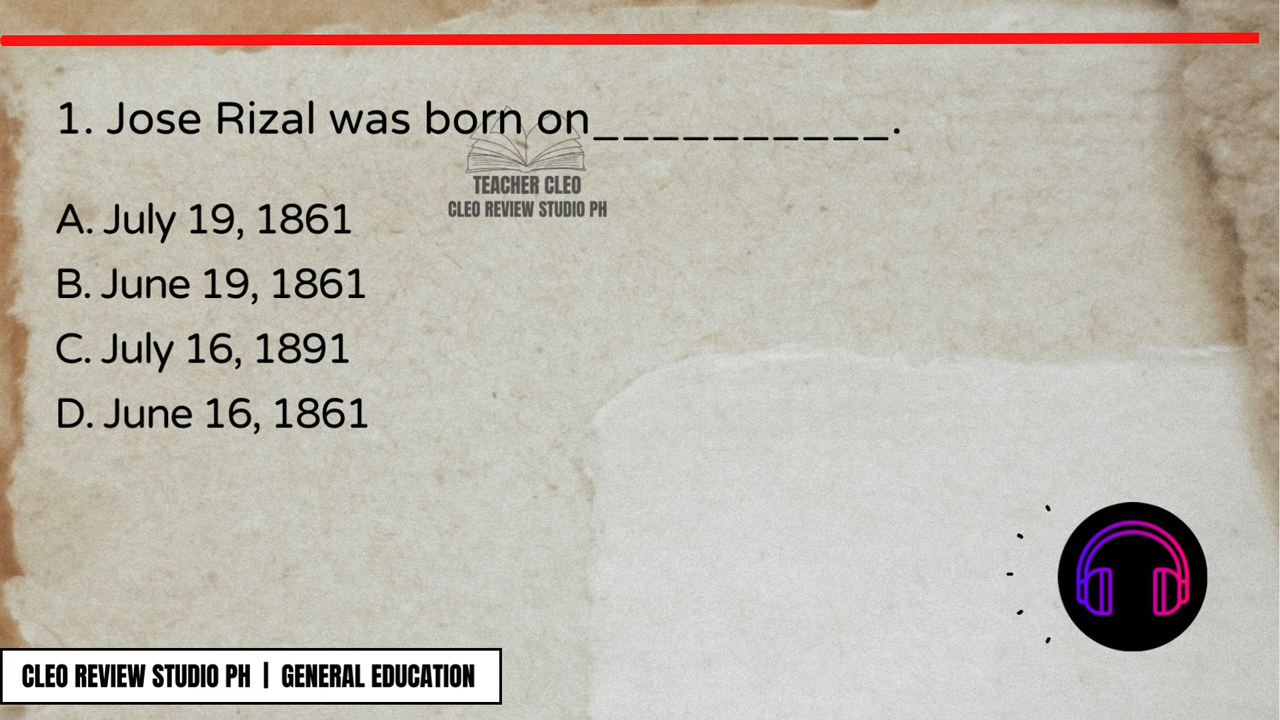 1. Jose Rizal was born on__________.
TEACHER CLEO
CLEO REVIEW STUDIO PH
A. July 19, 1861
B. June 19, 1861
C. July 16, 1891
D. June 16, 1861
CLEO REVIEW STUDIO PH | GENERAL EDUCATION